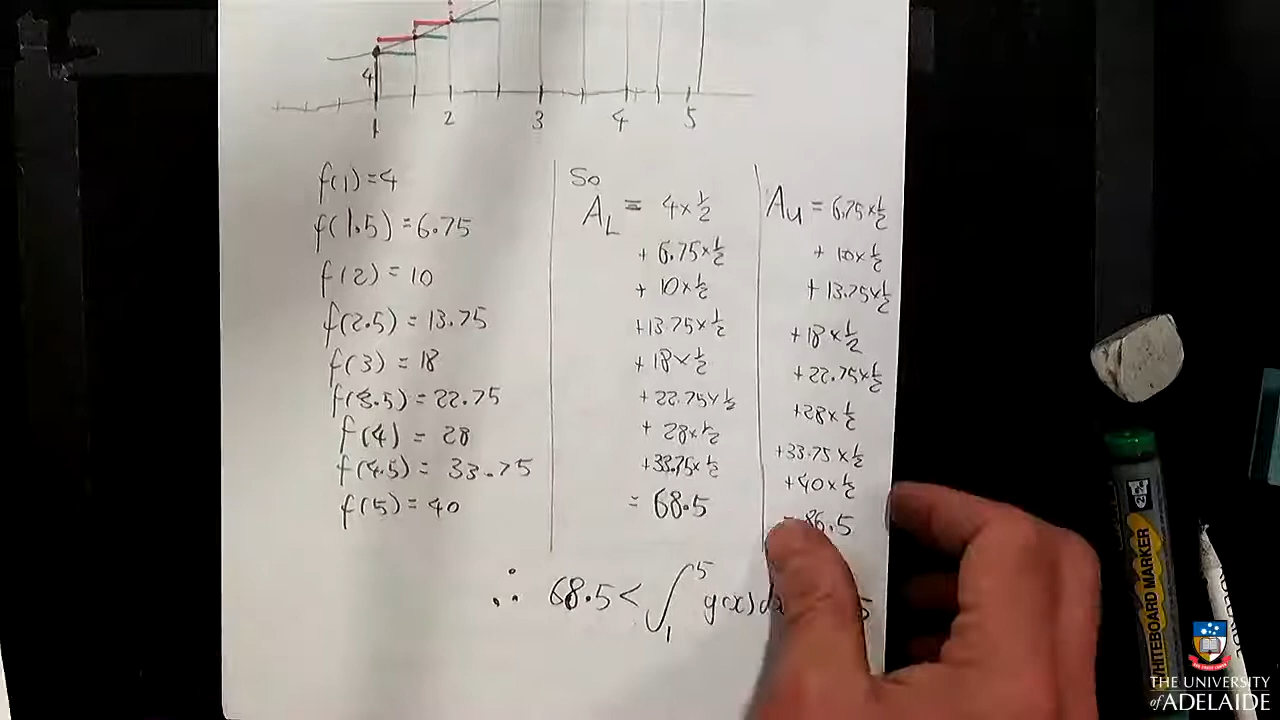 4
1 2 3 4 5
f(1)=4
f(1.5)=6.75
f(2)=10
f(2.5)=13.75
f(3)=18
f(3.5)=22.75
f(4)=28
f(4.5)=33.75
f(5)=40
So
A_L = 4×½
+ 6.75×½
+ 10×½
+13.75×½
+18×½
+22.75×½
+ 28×½
+33.75×½
= 68.5
A_U = 6.75×½
+ 10×½
+ 13.75×½
+18×½
+22.75×½
+28×½
+33.75×½
+40×½
= 86.5
∴ 68.5 < ∫₁⁵ g(x)dx 5
WHITEBOARD MARKER
THE UNIVERSITY
of ADELAIDE